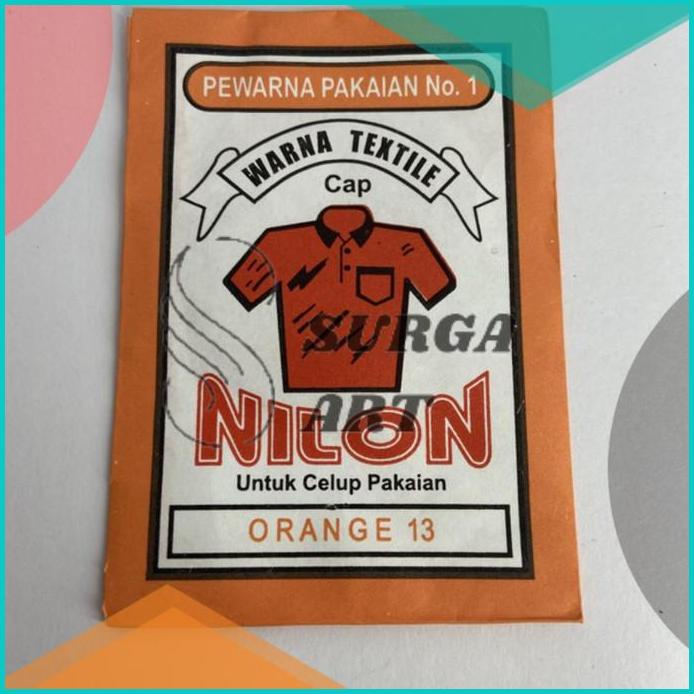 PEWARNA PAKAIAN No. 1
WARNA TEXTILE
Cap
SURGA
ART
NILON
Untuk Celup Pakaian
ORANGE 13